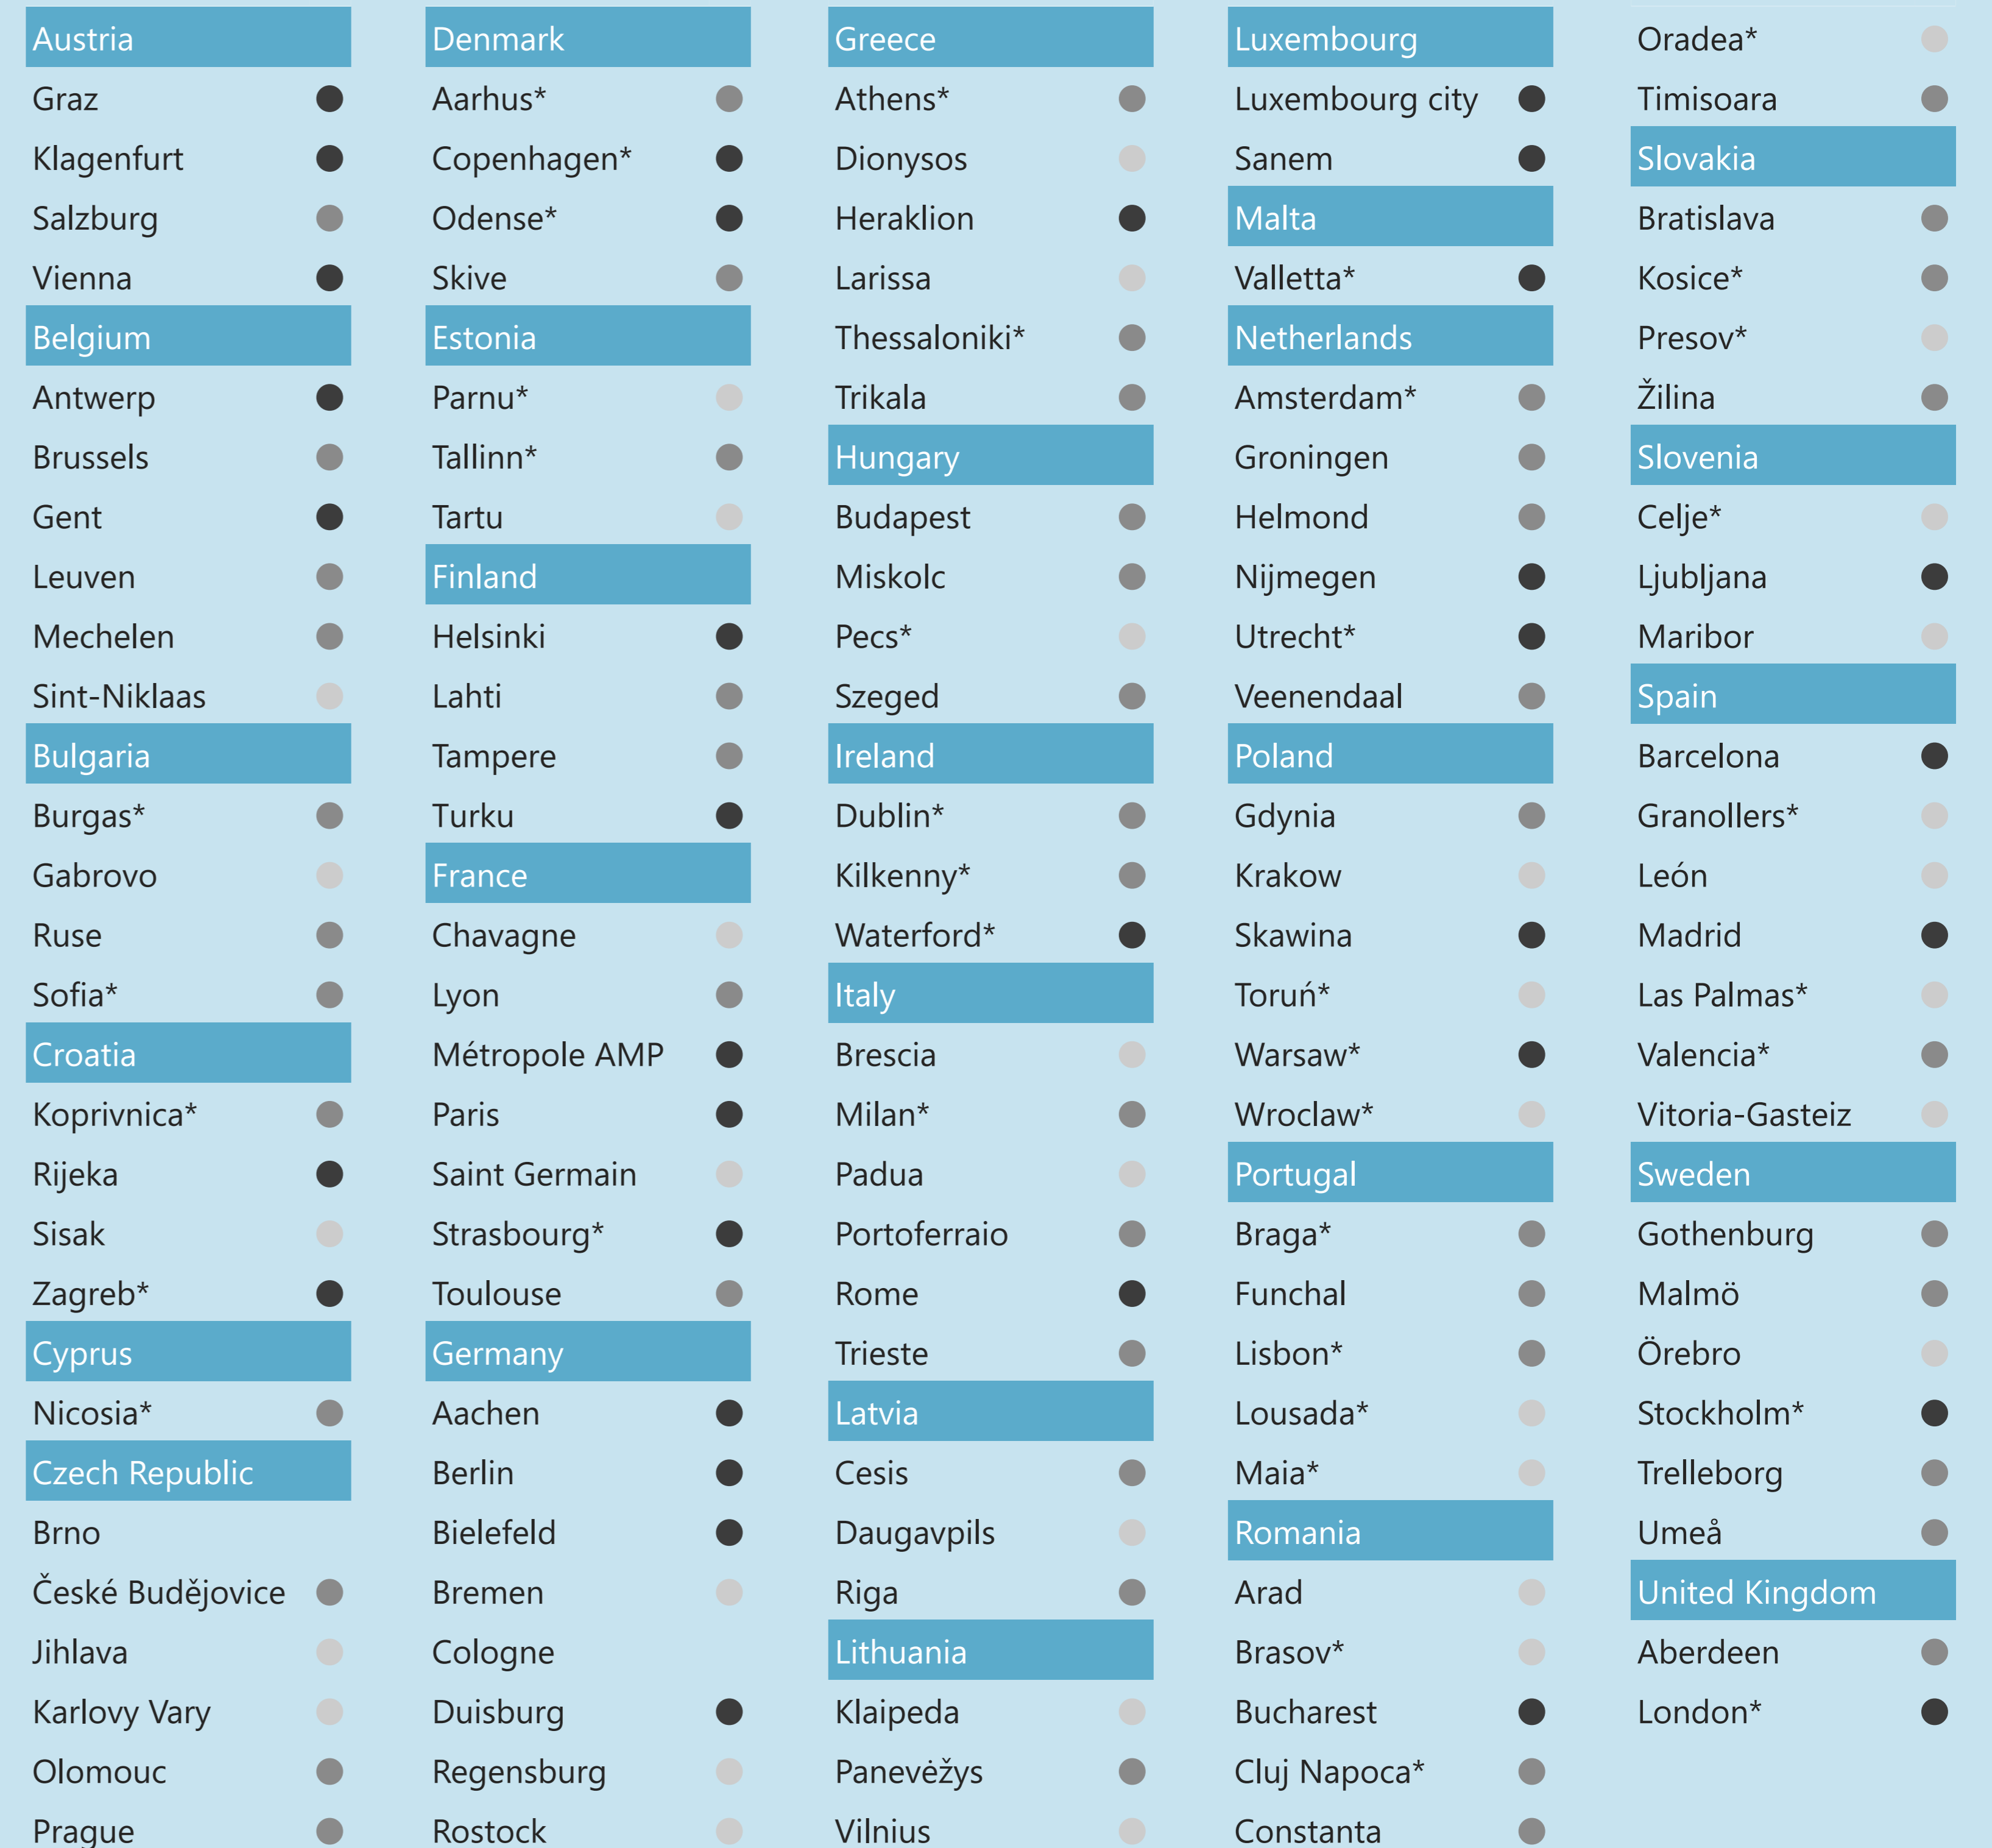 Austria
Graz
Klagenfurt
Salzburg
Vienna
Belgium
Antwerp
Brussels
Gent
Leuven
Mechelen
Sint-Niklaas
Bulgaria
Burgas*
Gabrovo
Ruse
Sofia*
Croatia
Koprivnica*
Rijeka
Sisak
Zagreb*
Cyprus
Nicosia*
Czech Republic
Brno
České Budějovice
Jihlava
Karlovy Vary
Olomouc
Prague
Denmark
Aarhus*
Copenhagen*
Odense*
Skive
Estonia
Parnu*
Tallinn*
Tartu
Finland
Helsinki
Lahti
Tampere
Turku
France
Chavagne
Lyon
Métropole AMP
Paris
Saint Germain
Strasbourg*
Toulouse
Germany
Aachen
Berlin
Bielefeld
Bremen
Cologne
Duisburg
Regensburg
Rostock
Greece
Athens*
Dionysos
Heraklion
Larissa
Thessaloniki*
Trikala
Hungary
Budapest
Miskolc
Pecs*
Szeged
Ireland
Dublin*
Kilkenny*
Waterford*
Italy
Brescia
Milan*
Padua
Portoferraio
Rome
Trieste
Latvia
Cesis
Daugavpils
Riga
Lithuania
Klaipeda
Panevėžys
Vilnius
Luxembourg
Luxembourg city
Sanem
Malta
Valletta*
Netherlands
Amsterdam*
Groningen
Helmond
Nijmegen
Utrecht*
Veenendaal
Poland
Gdynia
Krakow
Skawina
Toruń*
Warsaw*
Wroclaw*
Portugal
Braga*
Funchal
Lisbon*
Lousada*
Maia*
Romania
Arad
Brasov*
Bucharest
Cluj Napoca*
Constanta
Oradea*
Timisoara
Slovakia
Bratislava
Kosice*
Presov*
Žilina
Slovenia
Celje*
Ljubljana
Maribor
Spain
Barcelona
Granollers*
León
Madrid
Las Palmas*
Valencia*
Vitoria-Gasteiz
Sweden
Gothenburg
Malmö
Örebro
Stockholm*
Trelleborg
Umeå
United Kingdom
Aberdeen
London*